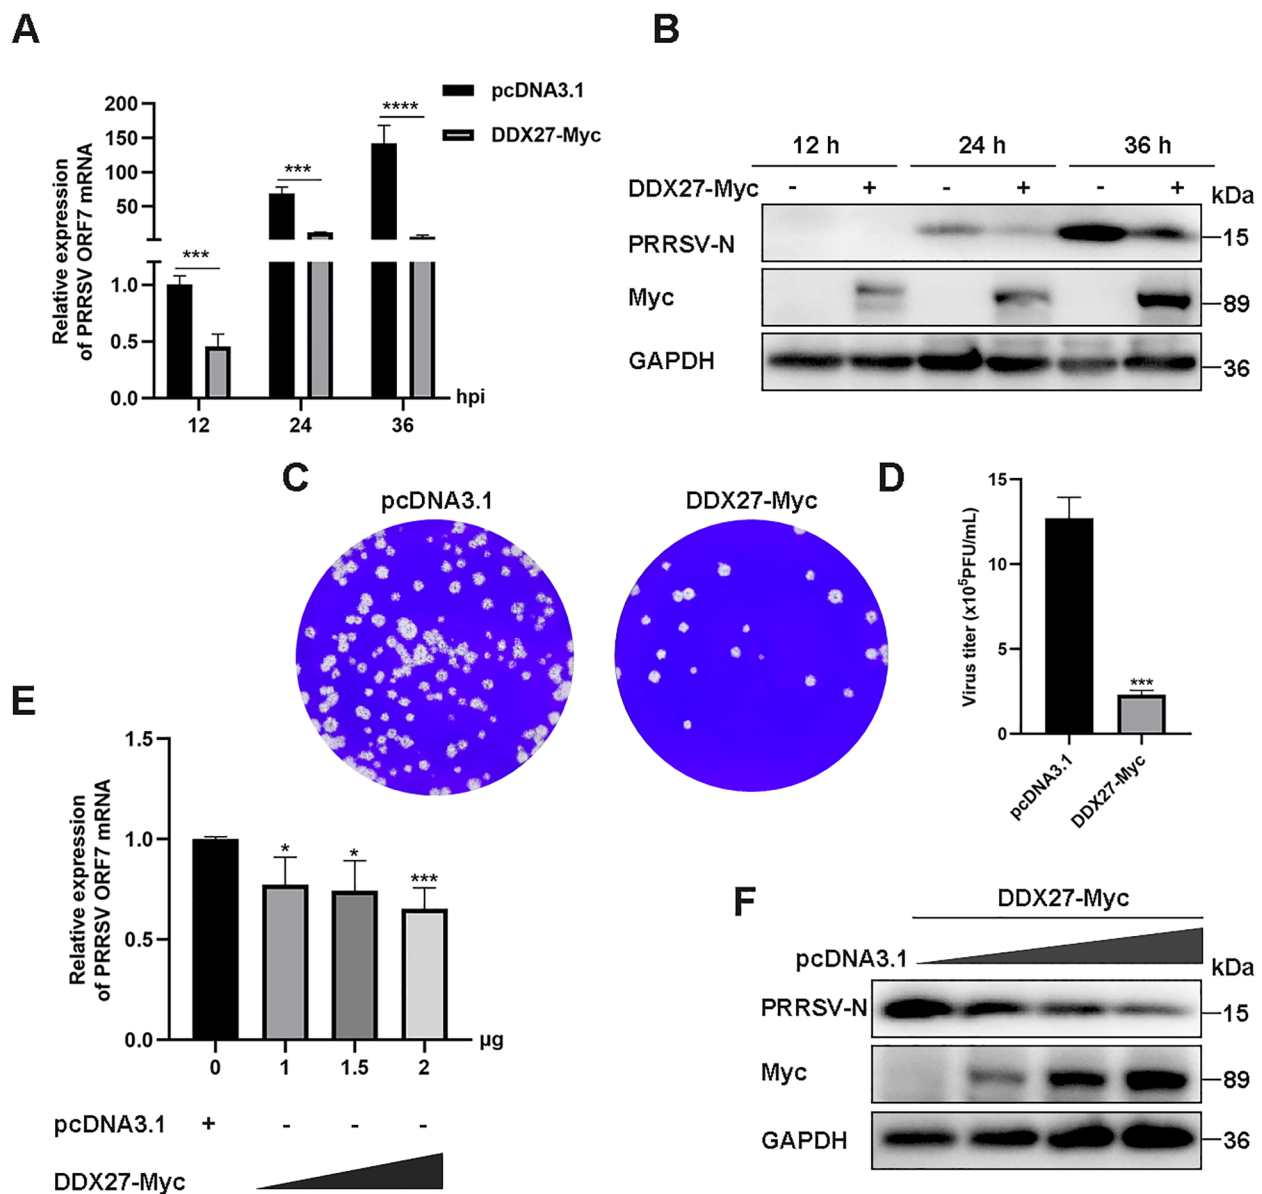 A
pcDNA3.1
DDX27-Myc
Relative expression
of PRRSV ORF7 mRNA
200
150
100
50
1.0
0.5
0.0
***
***
****
12
24
36
hpi
B
12 h
24 h
36 h
DDX27-Myc
-
+
-
+
-
+
kDa
PRRSV-N
15
Myc
89
GAPDH
36
C
pcDNA3.1
DDX27-Myc
D
Virus titer (x10⁵PFU/mL)
15
10
5
0
***
pcDNA3.1
DDX27-Myc
E
Relative expression
of PRRSV ORF7 mRNA
1.5
1.0
0.5
0.0
*
*
***
0
1
1.5
2
µg
pcDNA3.1
+
-
-
-
DDX27-Myc
F
DDX27-Myc
pcDNA3.1
kDa
PRRSV-N
15
Myc
89
GAPDH
36